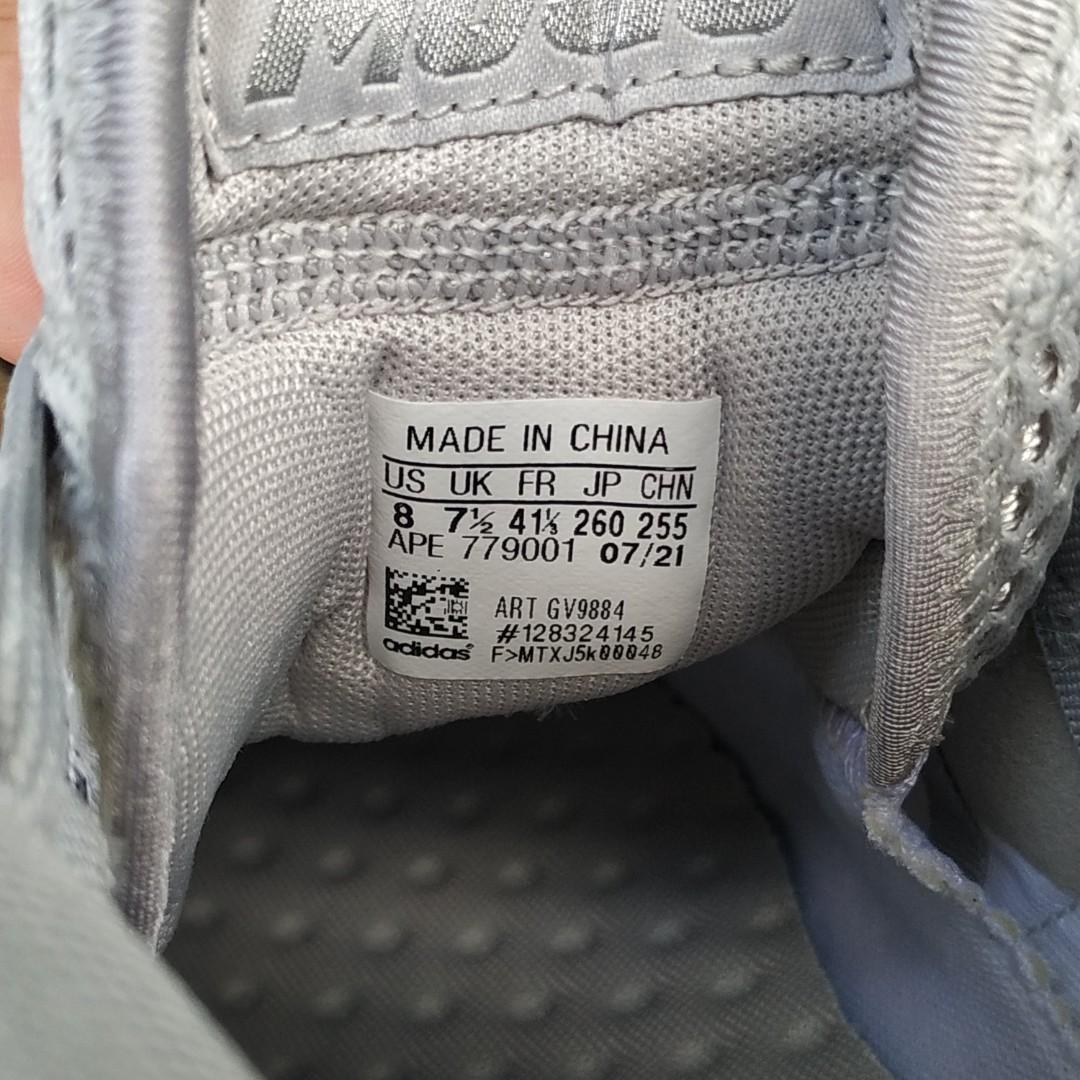 MADE IN CHINA
US UK FR JP CHN
8 7½ 41⅓ 260 255
APE 779001 07/21
ART GV9884
#128324145
adidas F>MTXJ5k00048